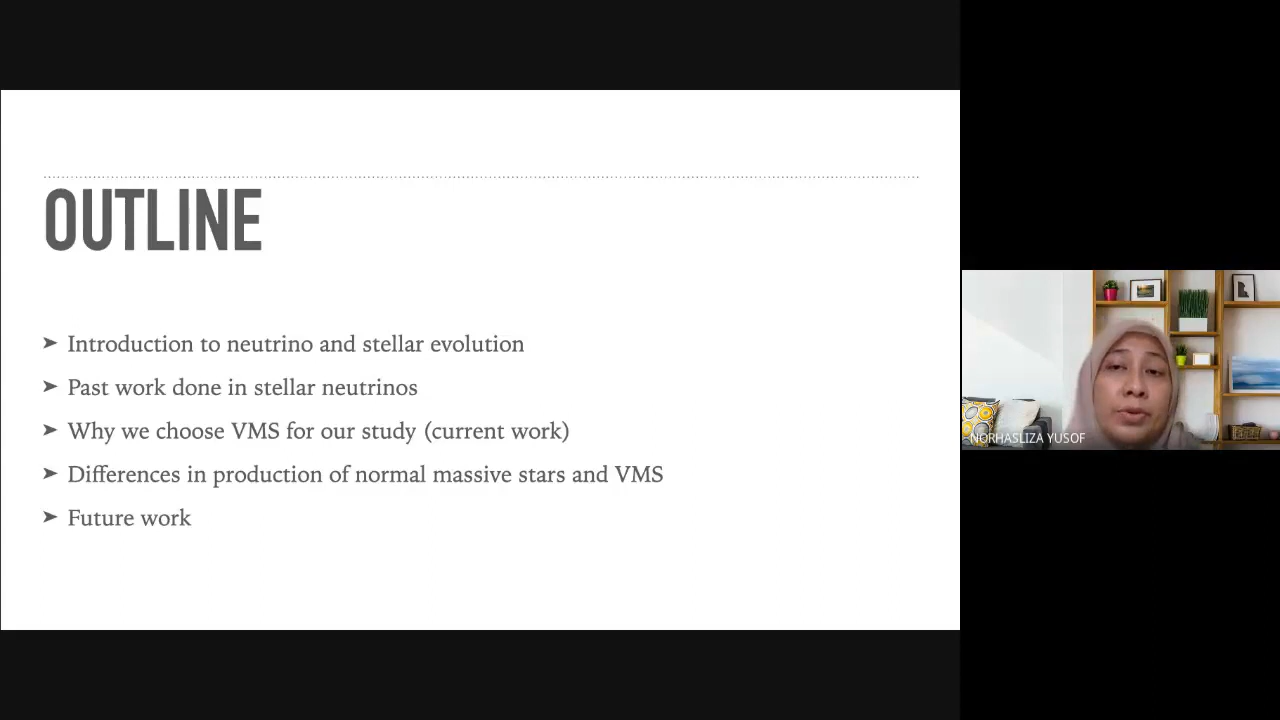 OUTLINE
➤ Introduction to neutrino and stellar evolution
➤ Past work done in stellar neutrinos
➤ Why we choose VMS for our study (current work)
➤ Differences in production of normal massive stars and VMS
➤ Future work
NORHASLIZA YUSOF